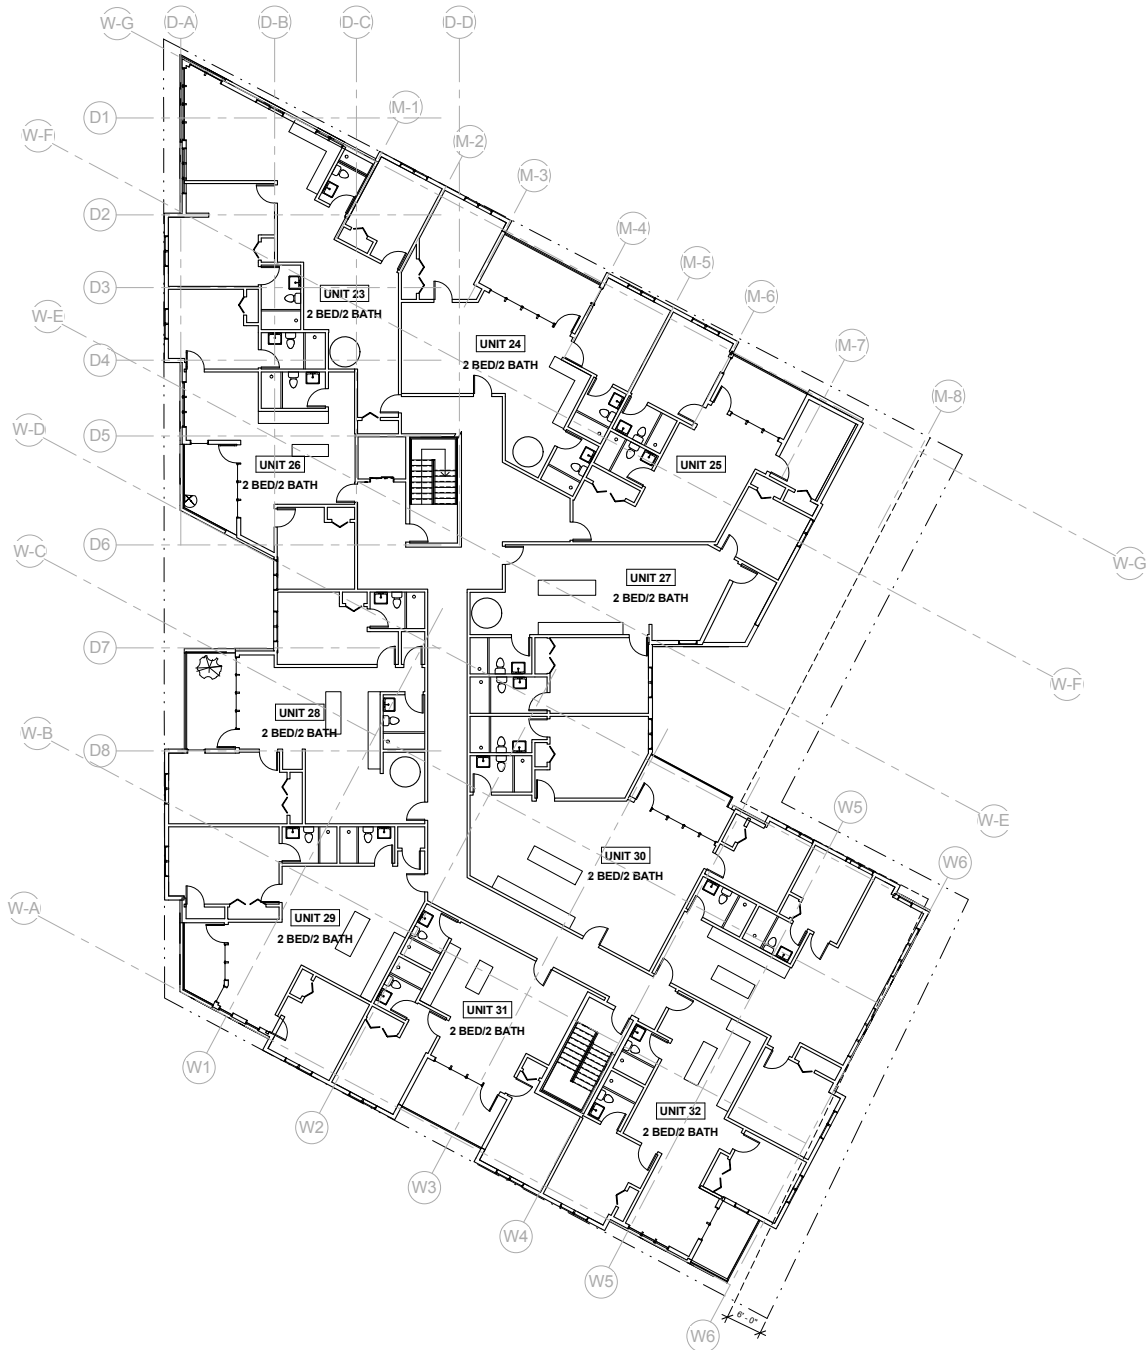 W-G
D-A
D-B
D-C
D-D
D1
M-1
W-F
M-2
M-3
D2
M-4
M-5
D3
UNIT 23
2 BED/2 BATH
M-6
W-E
UNIT 24
2 BED/2 BATH
M-7
D4
M-8
W-D
D5
UNIT 26
2 BED/2 BATH
UNIT 25
2 BED/2 BATH
W-C
D6
W-G
UNIT 27
2 BED/2 BATH
D7
W-F
UNIT 28
2 BED/2 BATH
W-B
D8
W-E
W5
UNIT 30
2 BED/2 BATH
W6
W-A
UNIT 29
2 BED/2 BATH
UNIT 31
2 BED/2 BATH
W1
UNIT 32
2 BED/2 BATH
W2
W3
W4
W5
6' - 0"
W6